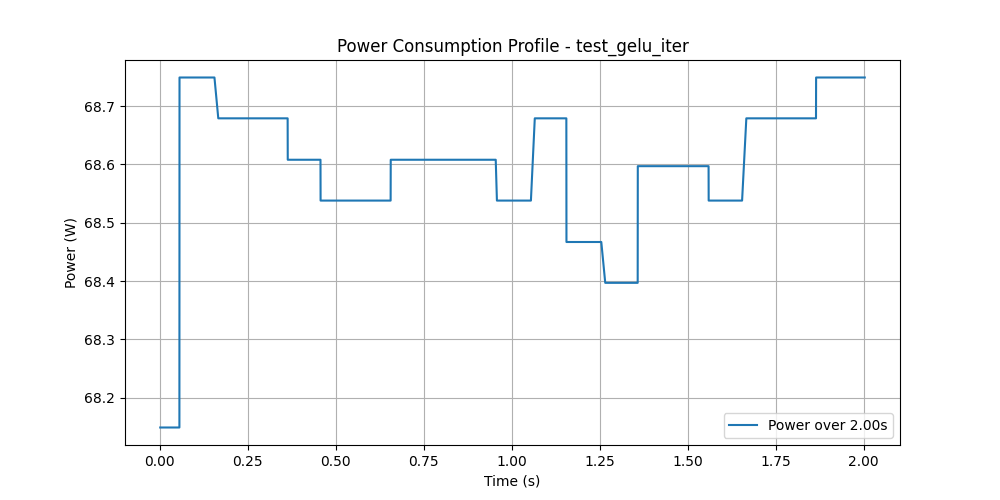 Power Consumption Profile - test_gelu_iter
Power (W)
68.7
68.6
68.5
68.4
68.3
68.2
0.00 0.25 0.50 0.75 1.00 1.25 1.50 1.75 2.00
Time (s)
Power over 2.00s